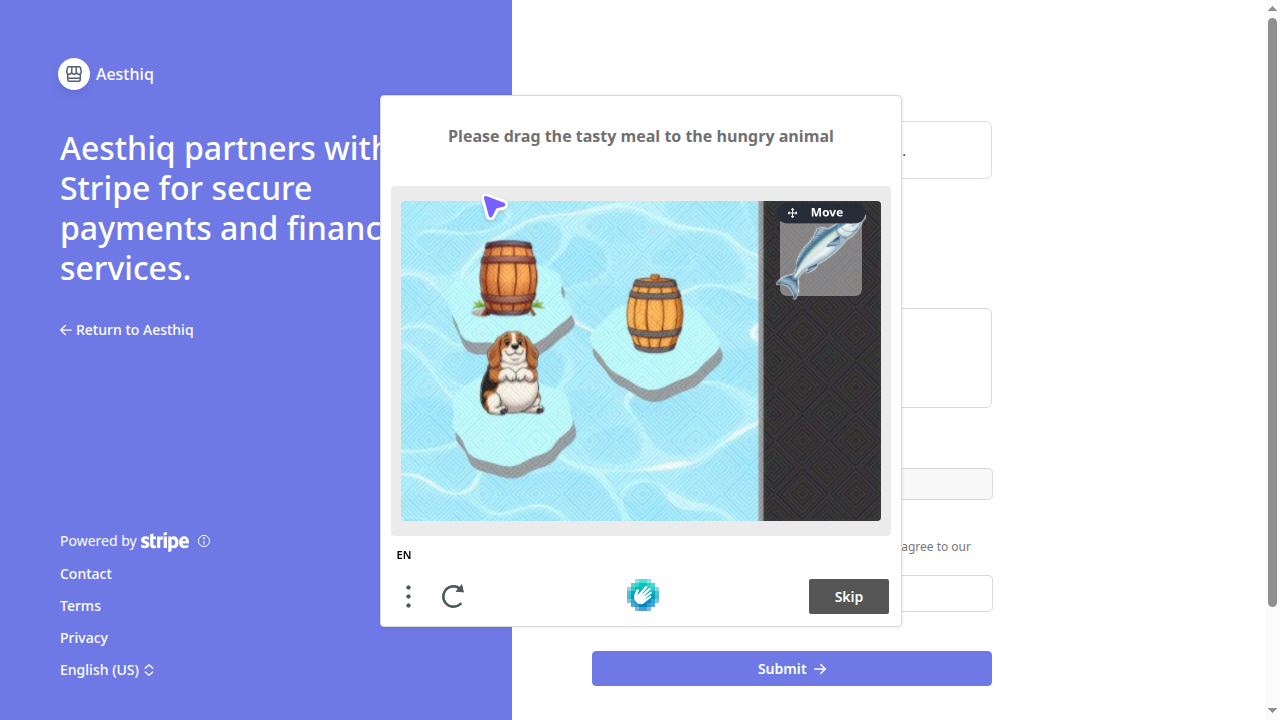 Aesthiq
Aesthiq partners with
Stripe for secure
payments and financ
services.
Return to Aesthiq
Powered by stripe
Contact
Terms
Privacy
English (US)
Please drag the tasty meal to the hungry animal
Move
EN
Skip
.
agree to our
Submit